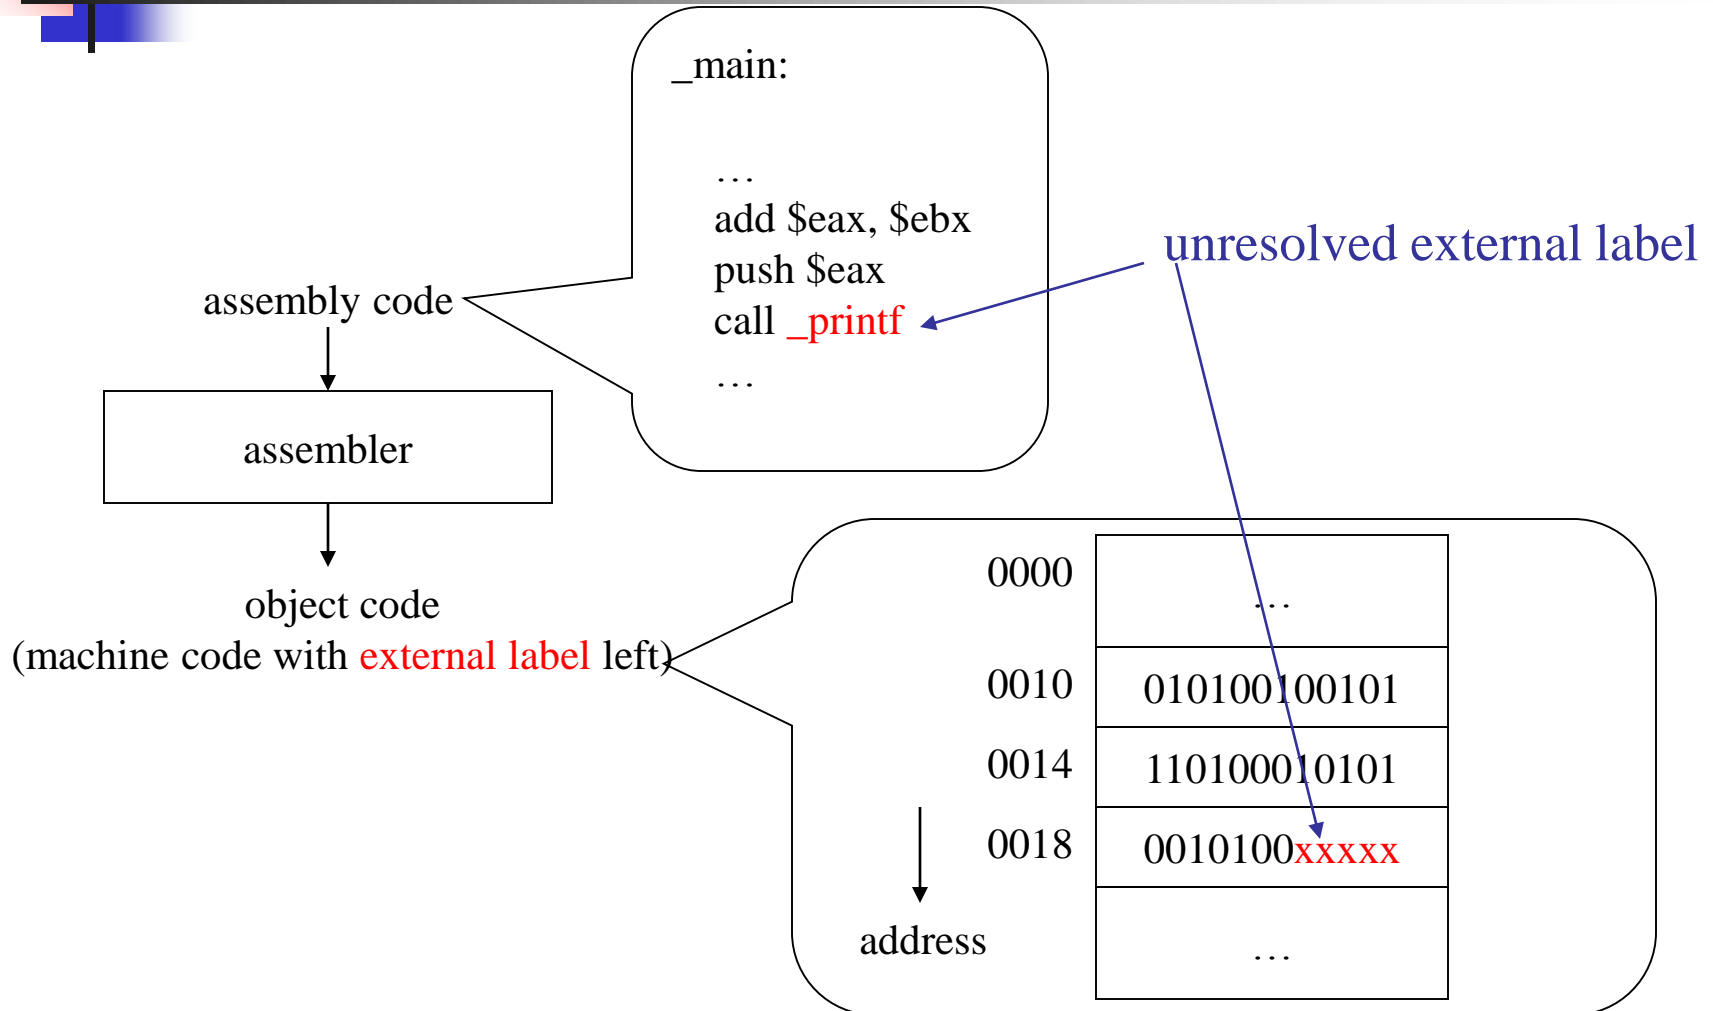 _main:
…
add $eax, $ebx
push $eax
call _printf
…
unresolved external label
assembly code
assembler
object code
(machine code with external label left)
0000
…
0010
010100100101
0014
110100010101
0018
0010100xxxxx
address
…